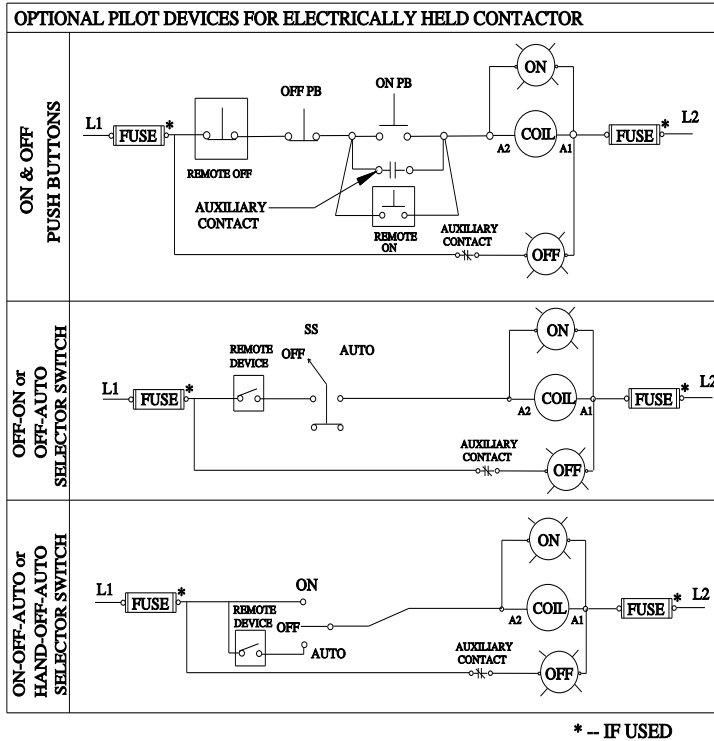 OPTIONAL PILOT DEVICES FOR ELECTRICALLY HELD CONTACTOR
ON & OFF
PUSH BUTTONS
ON
OFF PB
ON PB
L1
FUSE
*
REMOTE OFF
AUXILIARY
CONTACT
REMOTE
ON
A2
COIL
A1
FUSE
*
L2
AUXILIARY
CONTACT
OFF
OFF-ON or
OFF-AUTO
SELECTOR SWITCH
SS
OFF
AUTO
REMOTE
DEVICE
ON
L1
FUSE
*
A2
COIL
A1
FUSE
*
L2
AUXILIARY
CONTACT
OFF
ON-OFF-AUTO or
HAND-OFF-AUTO
SELECTOR SWITCH
ON
L1
FUSE
*
ON
REMOTE
DEVICE
OFF
AUTO
A2
COIL
A1
FUSE
*
L2
AUXILIARY
CONTACT
OFF
* -- IF USED